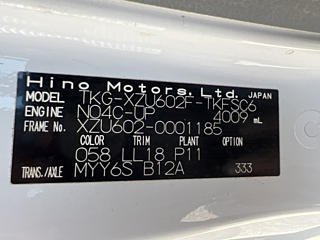 Hino Motors, Ltd. JAPAN
MODEL TKG-XZU602F-TKFSC6
ENGINE N04C-UP 4009 mL
FRAME No. XZU602-0001185
COLOR TRIM PLANT OPTION
058 LL18 P11
TRANS./AXLE MYY6S B12A 333